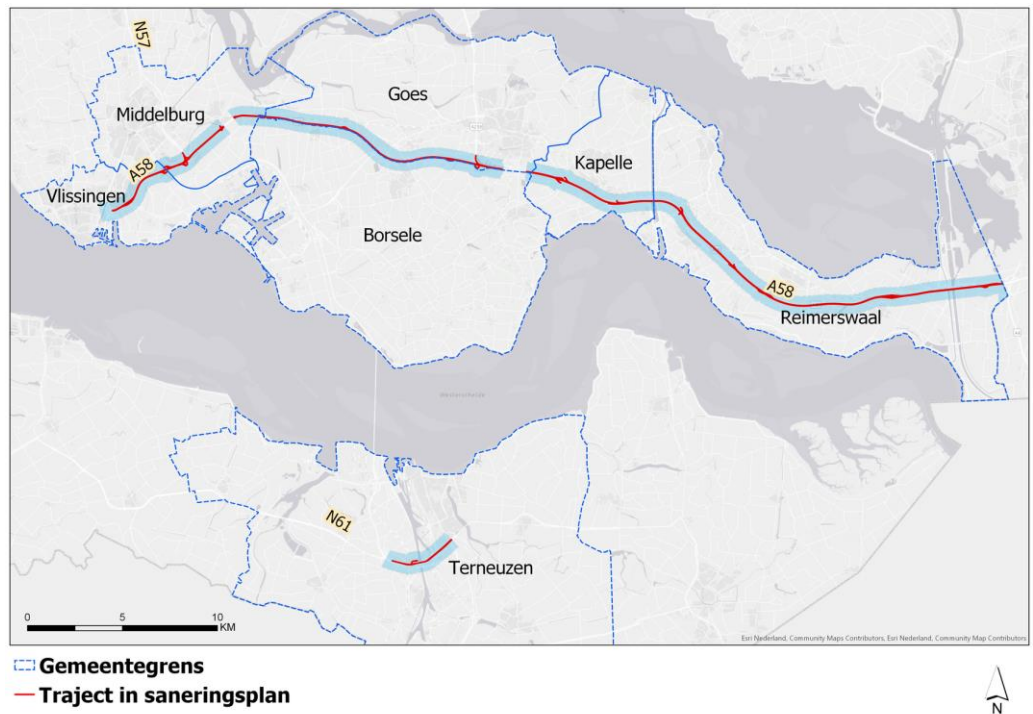 N57
Goes
Middelburg
Kapelle
A58
Vlissingen
Borsele
A58
Reimerswaal
Westerschelde
N61
Terneuzen
0 5 10
KM
Esri Nederland, Community Maps Contributors, Esri Nederland, Community Map Contributors
Gemeentegrens
Traject in saneringsplan
N